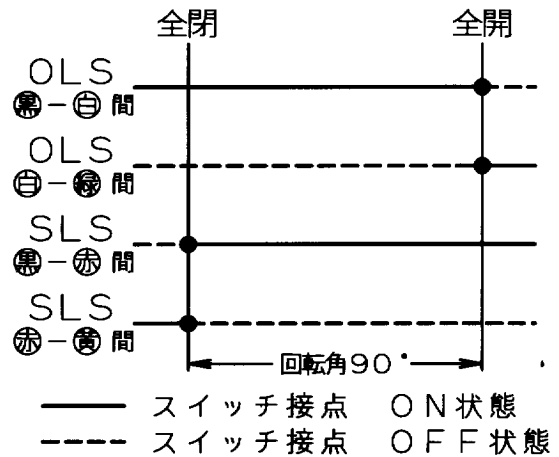 全閉 全開
OLS
黒－白 間
OLS
白－緑 間
SLS
黒－赤 間
SLS
赤－黄 間
回転角90°
スイッチ接点 ON状態
スイッチ接点 OFF状態